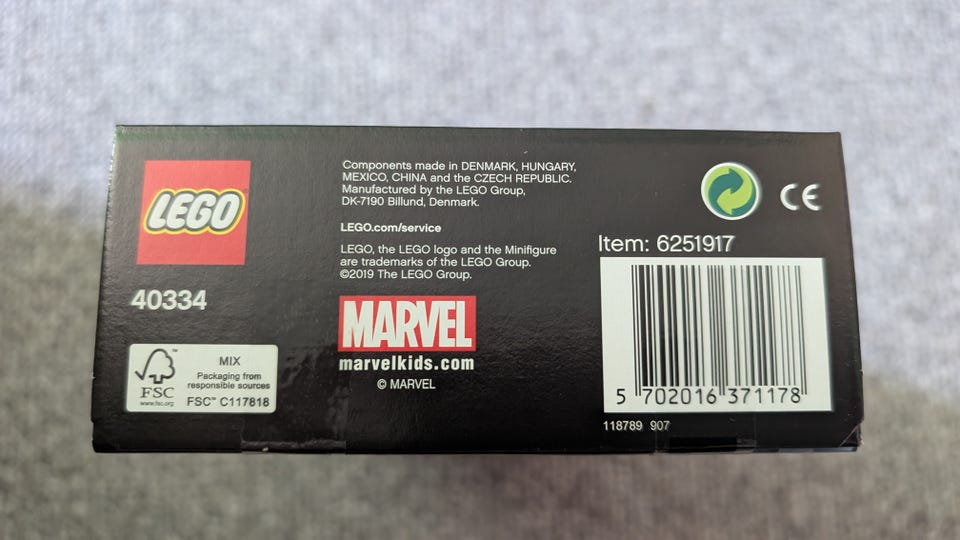 LEGO
40334
FSC
www.fsc.org
MIX
Packaging from
responsible sources
FSC™ C117818
Components made in DENMARK, HUNGARY,
MEXICO, CHINA and the CZECH REPUBLIC.
Manufactured by the LEGO Group,
DK-7190 Billund, Denmark.
LEGO.com/service
LEGO, the LEGO logo and the Minifigure
are trademarks of the LEGO Group.
©2019 The LEGO Group.
MARVEL
marvelkids.com
© MARVEL
CE
Item: 6251917
5 702016 371178
118789 907